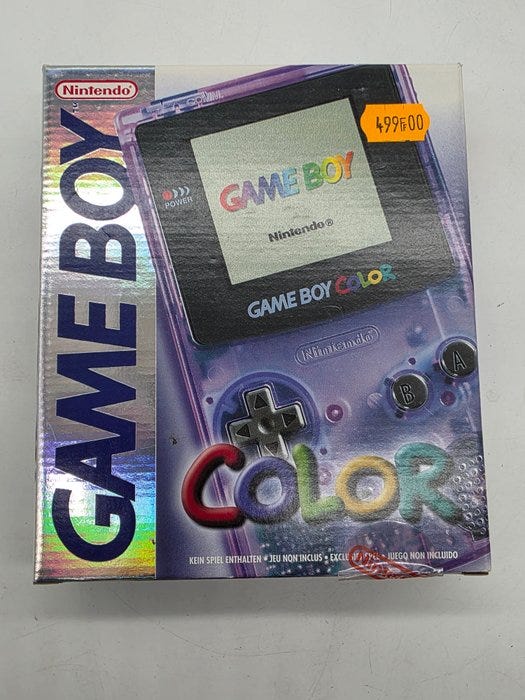 Nintendo®
GAME BOY
499F00
POWER
GAME BOY
Nintendo®
GAME BOY COLOR
Nintendo
A
B
COLOR
KEIN SPIEL ENTHALTEN • JEU NON INCLUS • JUEGO NON INCLUIDO